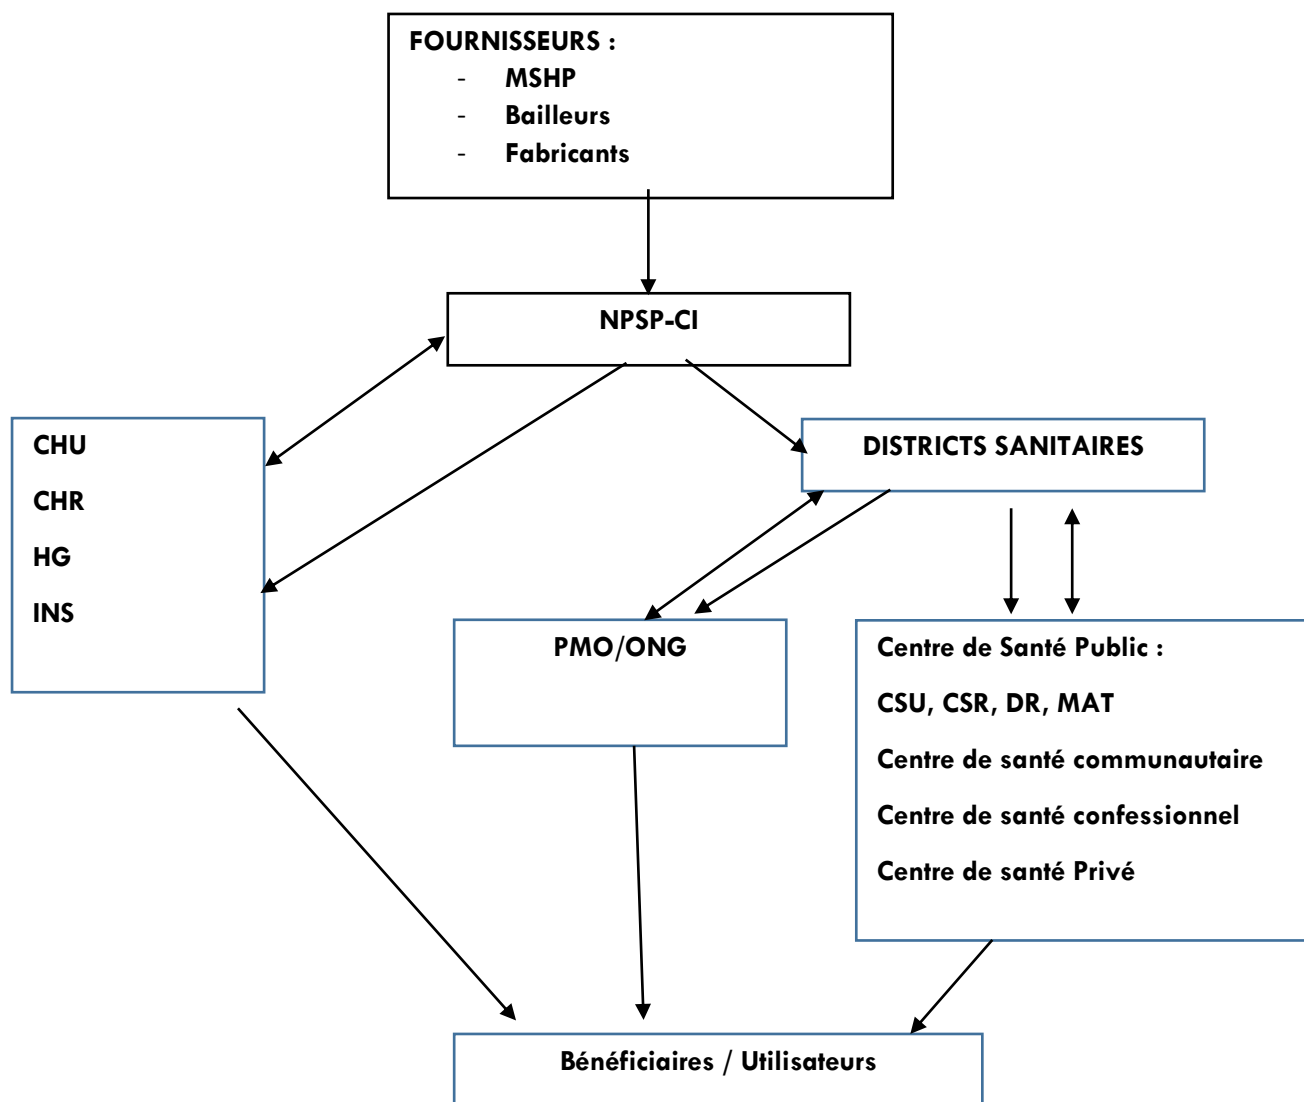 FOURNISSEURS :
- MSHP
- Bailleurs
- Fabricants
NPSP-CI
CHU
CHR
HG
INS
DISTRICTS SANITAIRES
PMO/ONG
Centre de Santé Public :
CSU, CSR, DR, MAT
Centre de santé communautaire
Centre de santé confessionnel
Centre de santé Privé
Bénéficiaires / Utilisateurs